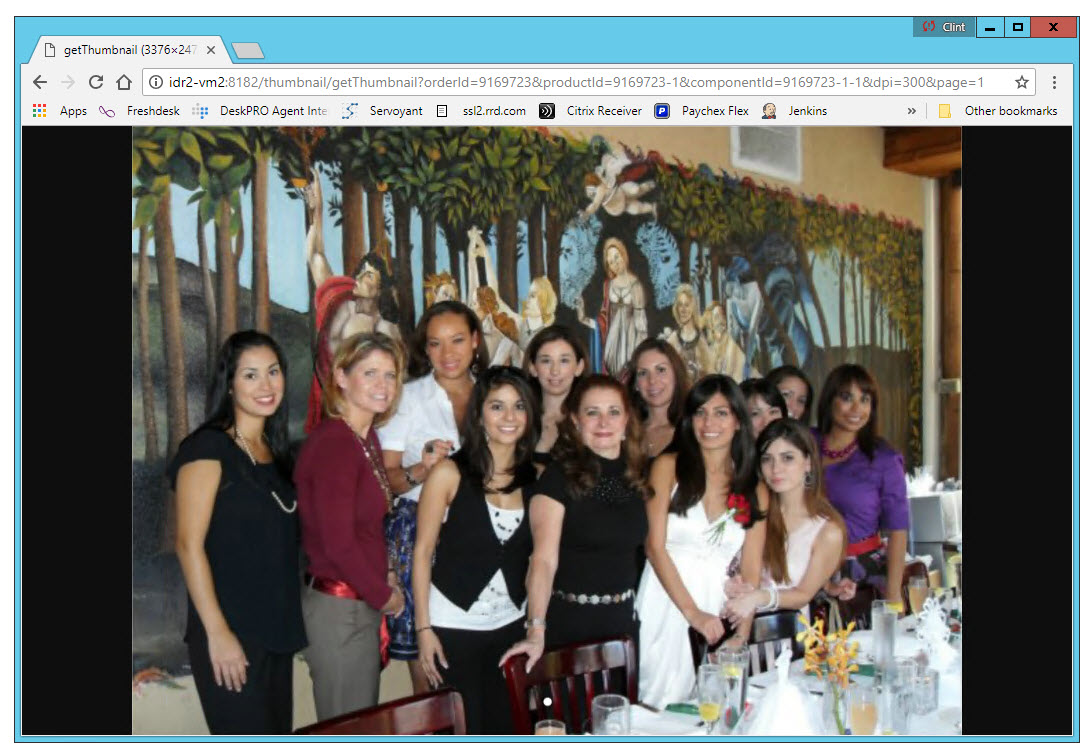 Clint
getThumbnail (3376×247
idr2-vm2:8182/thumbnail/getThumbnail?orderId=9169723&productId=9169723-1&componentId=9169723-1-1&dpi=300&page=1
Apps Freshdesk DeskPRO Agent Inte Servoyant ssl2.rrd.com Citrix Receiver P Paychex Flex Jenkins » Other bookmarks